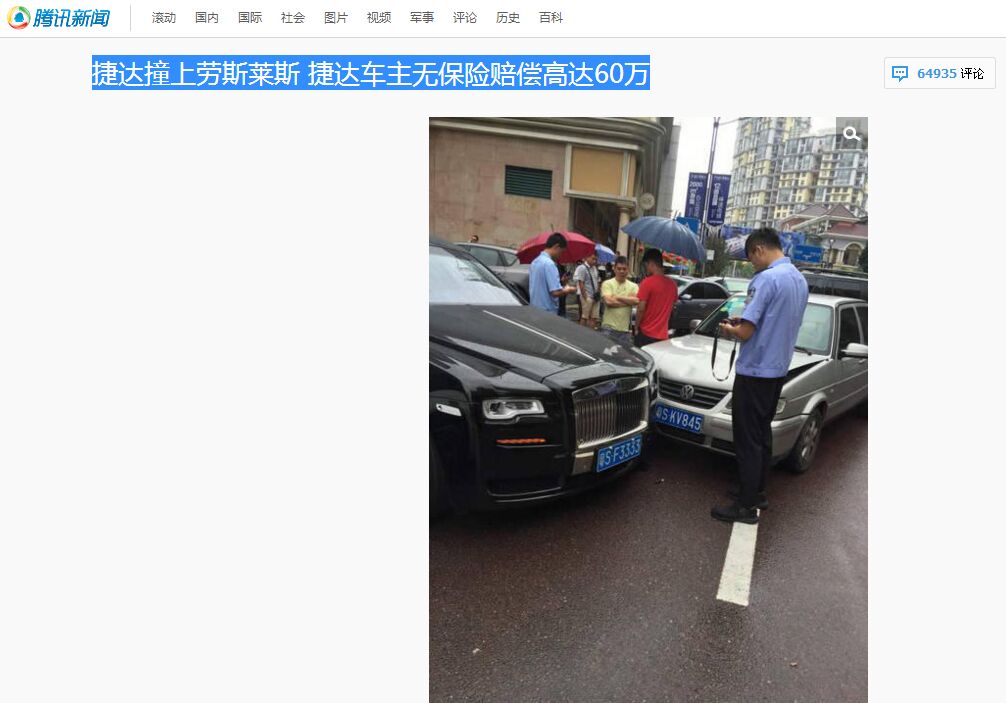 腾讯新闻
滚动 国内 国际 社会 图片 视频 军事 评论 历史 百科
捷达撞上劳斯莱斯 捷达车主无保险赔偿高达60万
64935 评论
粤S·KV845
粤S·F3333